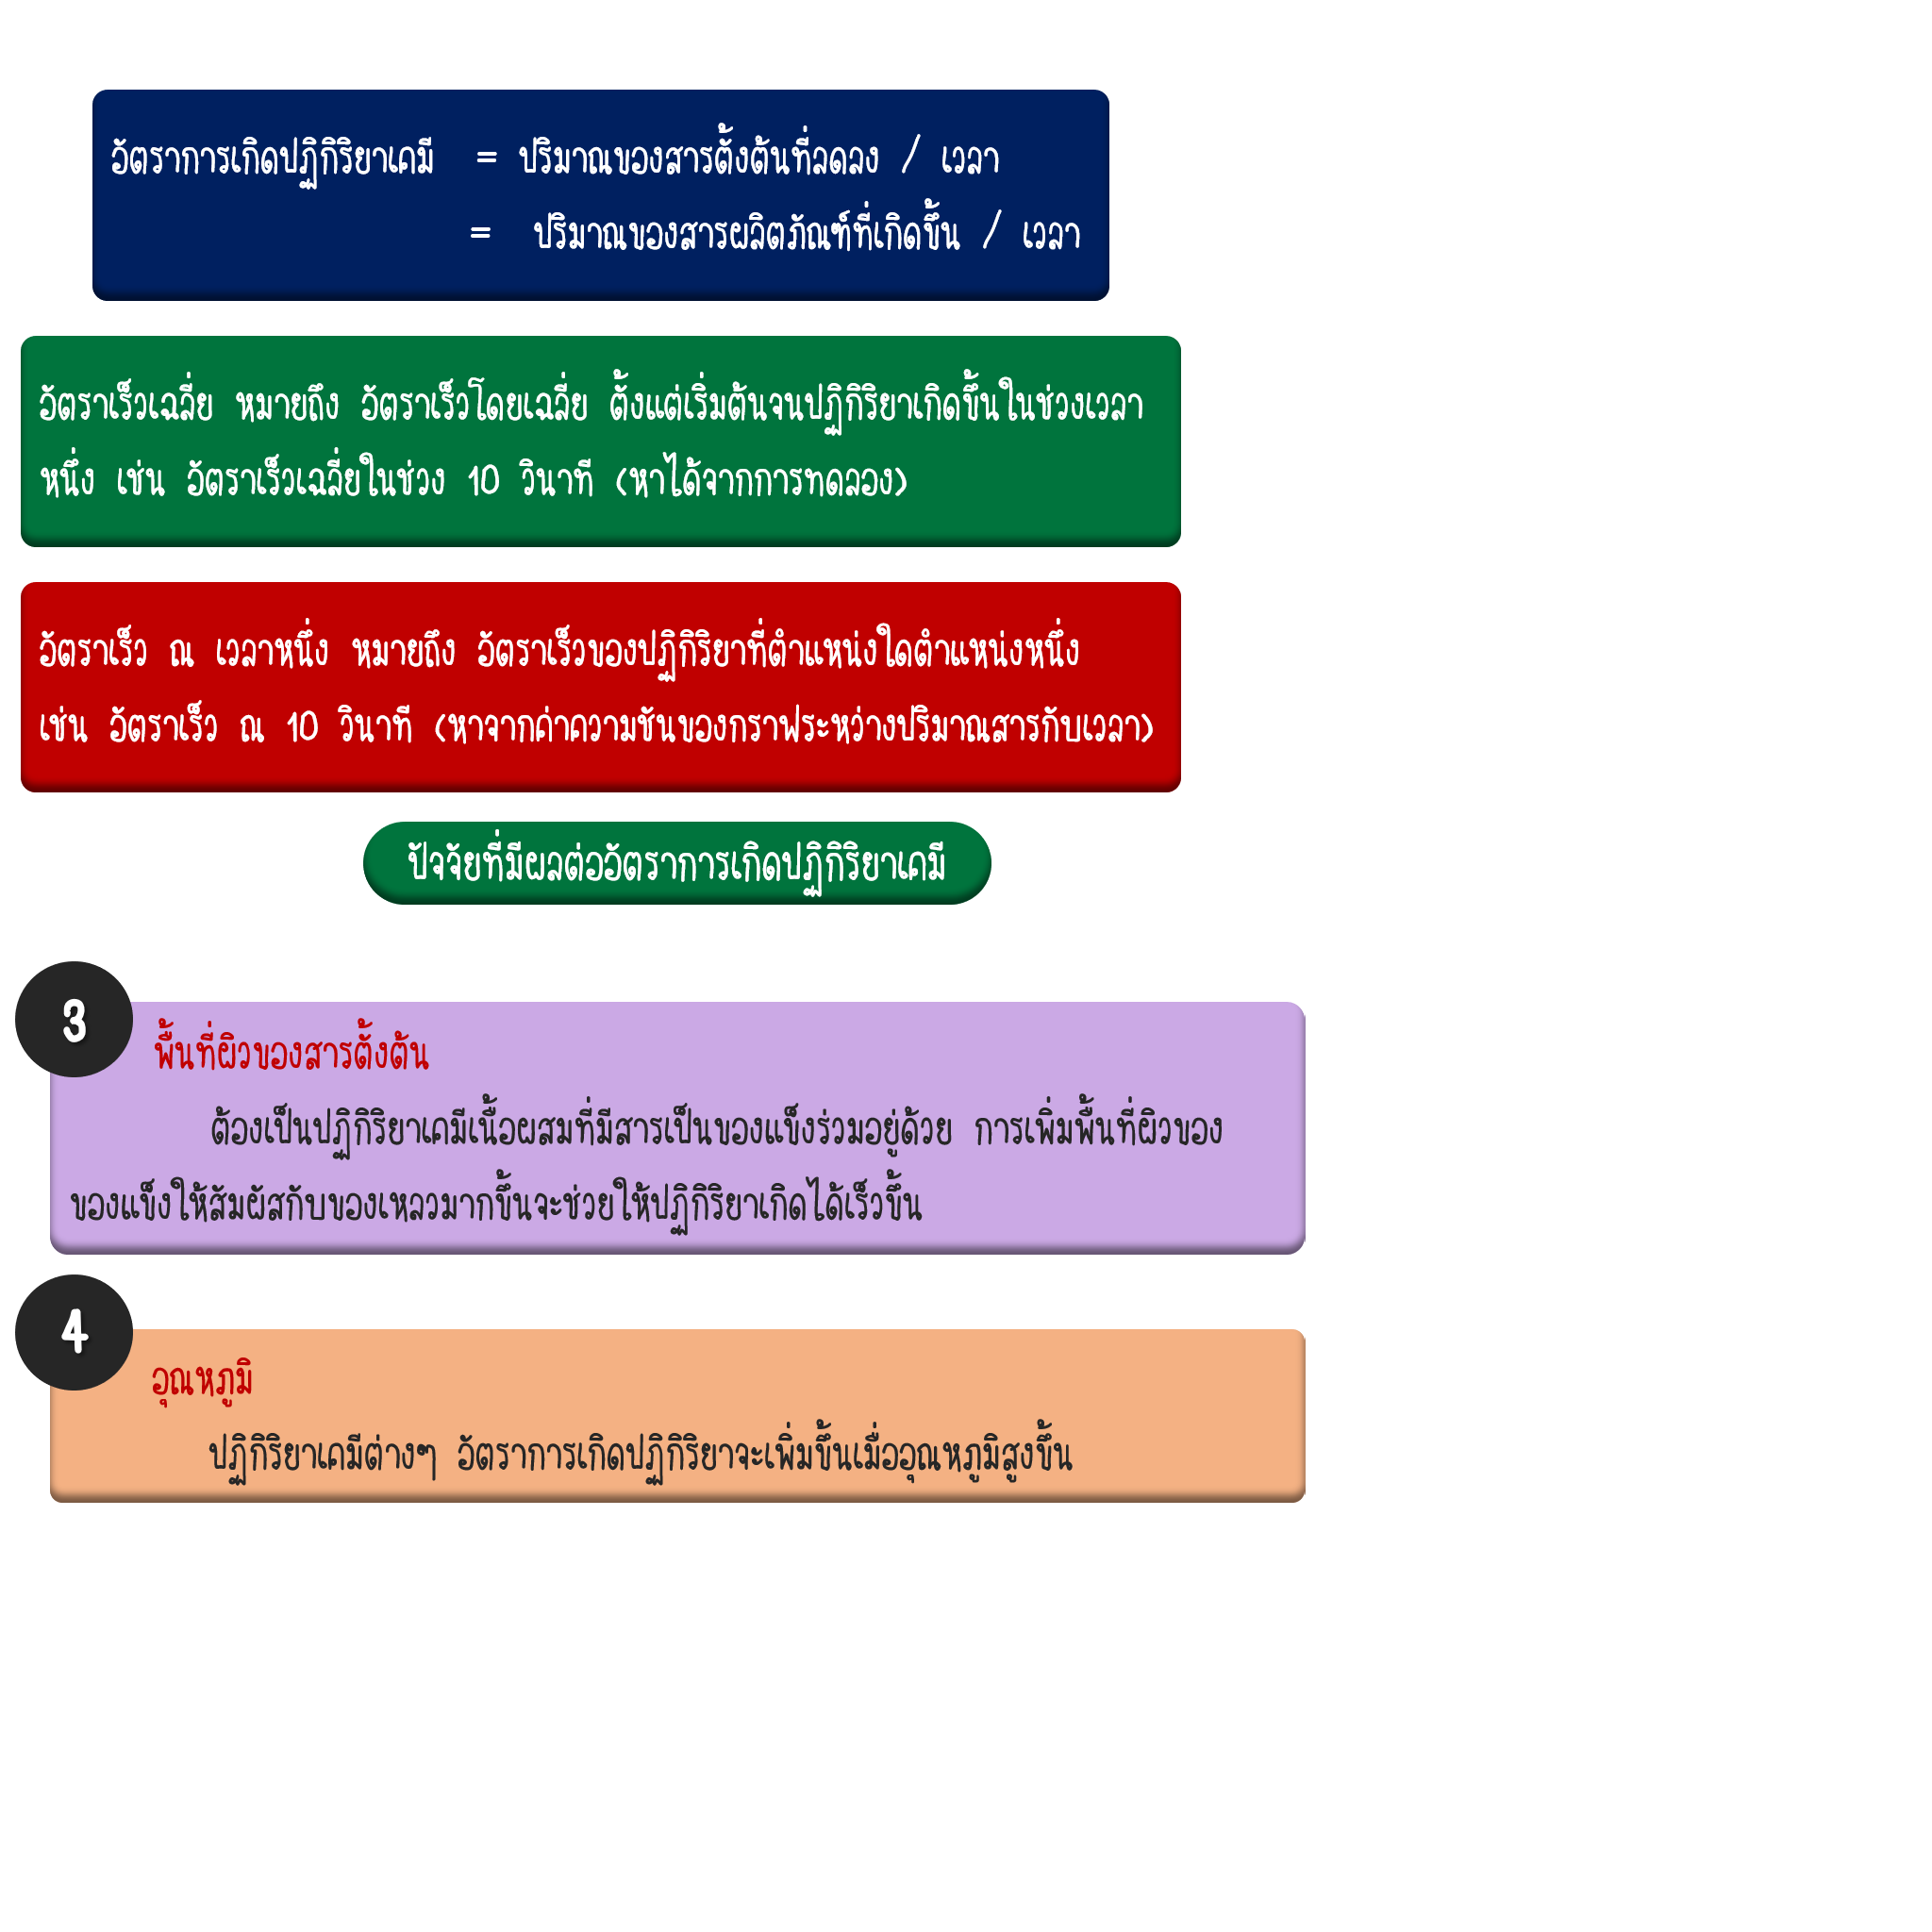 อัตราการเกิดปฏิกิริยาเคมี = ปริมาณของสารตั้งต้นที่ลดลง / เวลา
= ปริมาณของสารผลิตภัณฑ์ที่เกิดขึ้น / เวลา
อัตราเร็วเฉลี่ย หมายถึง อัตราเร็วโดยเฉลี่ย ตั้งแต่เริ่มต้นจนปฏิกิริยาเกิดขึ้นในช่วงเวลา
หนึ่ง เช่น อัตราเร็วเฉลี่ยในช่วง 10 วินาที (หาได้จากการทดลอง)
อัตราเร็ว ณ เวลาหนึ่ง หมายถึง อัตราเร็วของปฏิกิริยาที่ตำแหน่งใดตำแหน่งหนึ่ง
เช่น อัตราเร็ว ณ 10 วินาที (หาจากค่าความชันของกราฟระหว่างปริมาณสารกับเวลา)
ปัจจัยที่มีผลต่ออัตราการเกิดปฏิกิริยาเคมี
3
พื้นที่ผิวของสารตั้งต้น
ต้องเป็นปฏิกิริยาเคมีเนื้อผสมที่มีสารเป็นของแข็งร่วมอยู่ด้วย การเพิ่มพื้นที่ผิวของ
ของแข็งให้สัมผัสกับของเหลวมากขึ้นจะช่วยให้ปฏิกิริยาเกิดได้เร็วขึ้น
4
อุณหภูมิ
ปฏิกิริยาเคมีต่างๆ อัตราการเกิดปฏิกิริยาจะเพิ่มขึ้นเมื่ออุณหภูมิสูงขึ้น